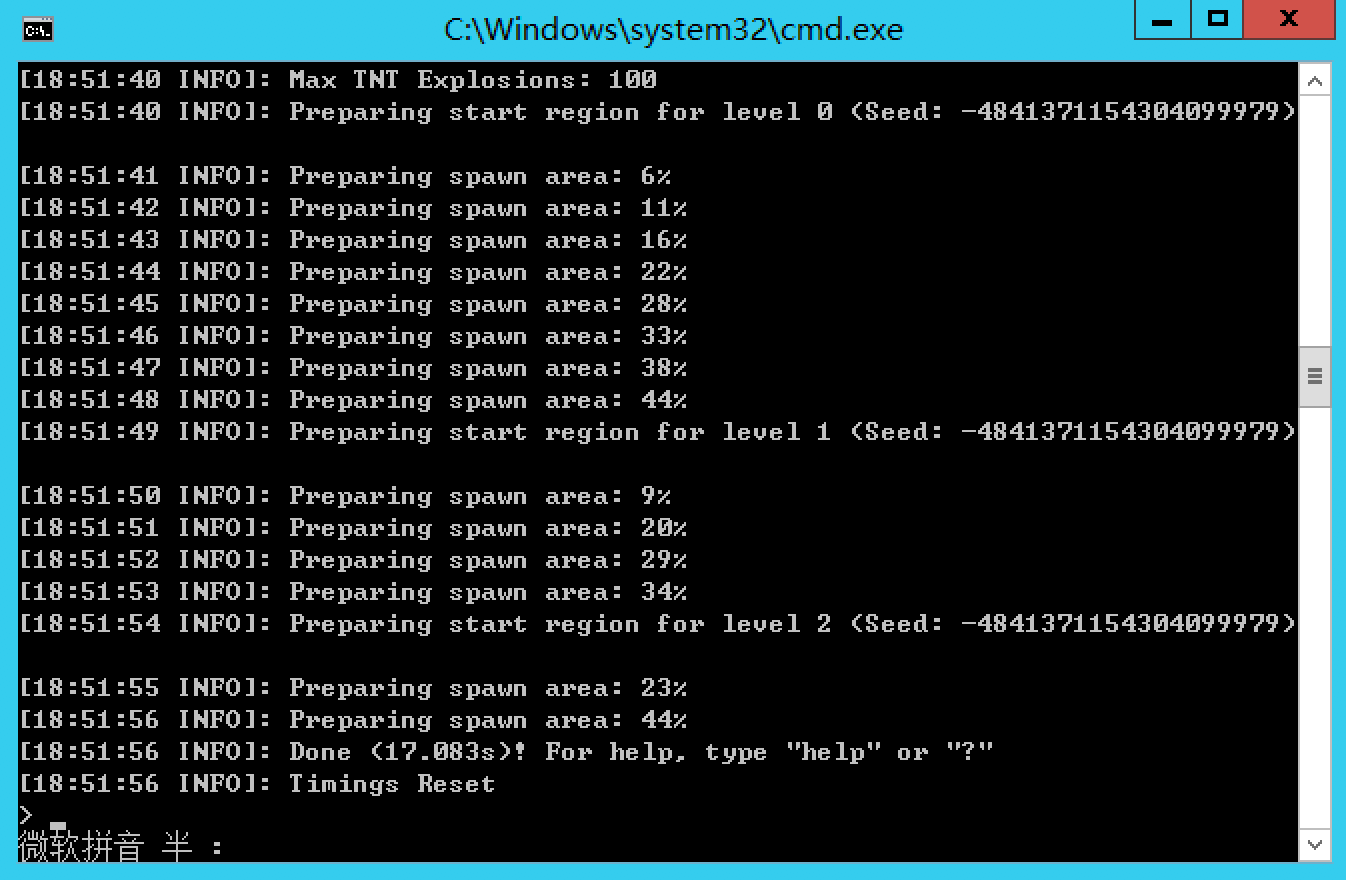 C:\Windows\system32\cmd.exe
[18:51:40 INFO]: Max TNT Explosions: 100
[18:51:40 INFO]: Preparing start region for level 0 (Seed: -4841371154304099979)
[18:51:41 INFO]: Preparing spawn area: 6%
[18:51:42 INFO]: Preparing spawn area: 11%
[18:51:43 INFO]: Preparing spawn area: 16%
[18:51:44 INFO]: Preparing spawn area: 22%
[18:51:45 INFO]: Preparing spawn area: 28%
[18:51:46 INFO]: Preparing spawn area: 33%
[18:51:47 INFO]: Preparing spawn area: 38%
[18:51:48 INFO]: Preparing spawn area: 44%
[18:51:49 INFO]: Preparing start region for level 1 (Seed: -4841371154304099979)
[18:51:50 INFO]: Preparing spawn area: 9%
[18:51:51 INFO]: Preparing spawn area: 20%
[18:51:52 INFO]: Preparing spawn area: 29%
[18:51:53 INFO]: Preparing spawn area: 34%
[18:51:54 INFO]: Preparing start region for level 2 (Seed: -4841371154304099979)
[18:51:55 INFO]: Preparing spawn area: 23%
[18:51:56 INFO]: Preparing spawn area: 44%
[18:51:56 INFO]: Done (17.083s)! For help, type "help" or "?"
[18:51:56 INFO]: Timings Reset
>
微软拼音 半 :